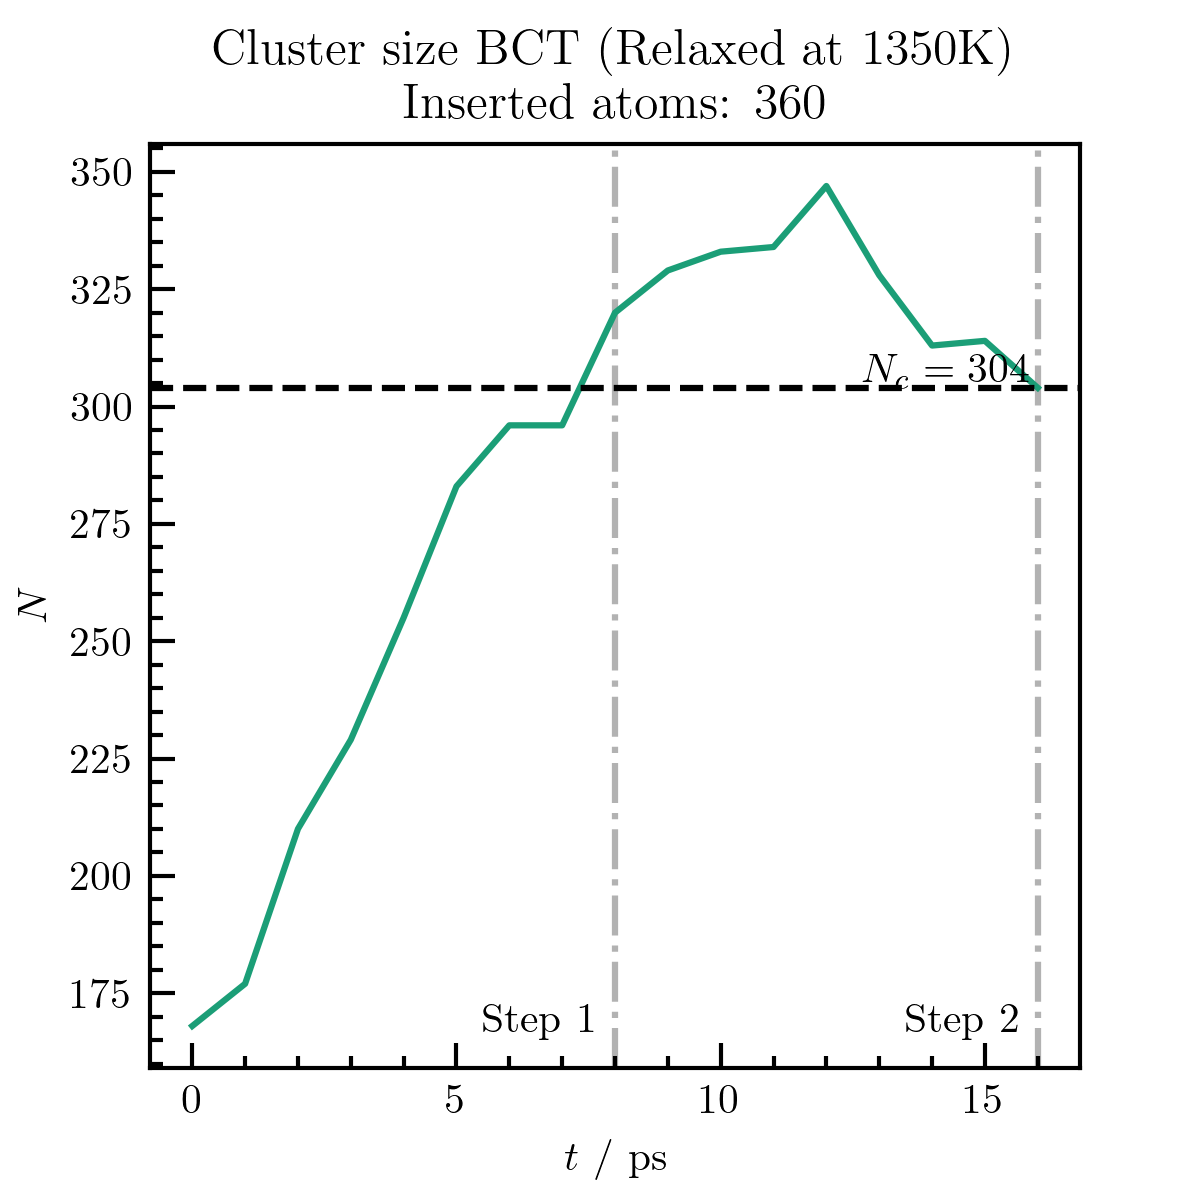 Cluster size BCT (Relaxed at 1350K)
Inserted atoms: 360
350
325
300
275
250
225
200
175
N
N_c = 304
Step 1
Step 2
0
5
10
15
t / ps